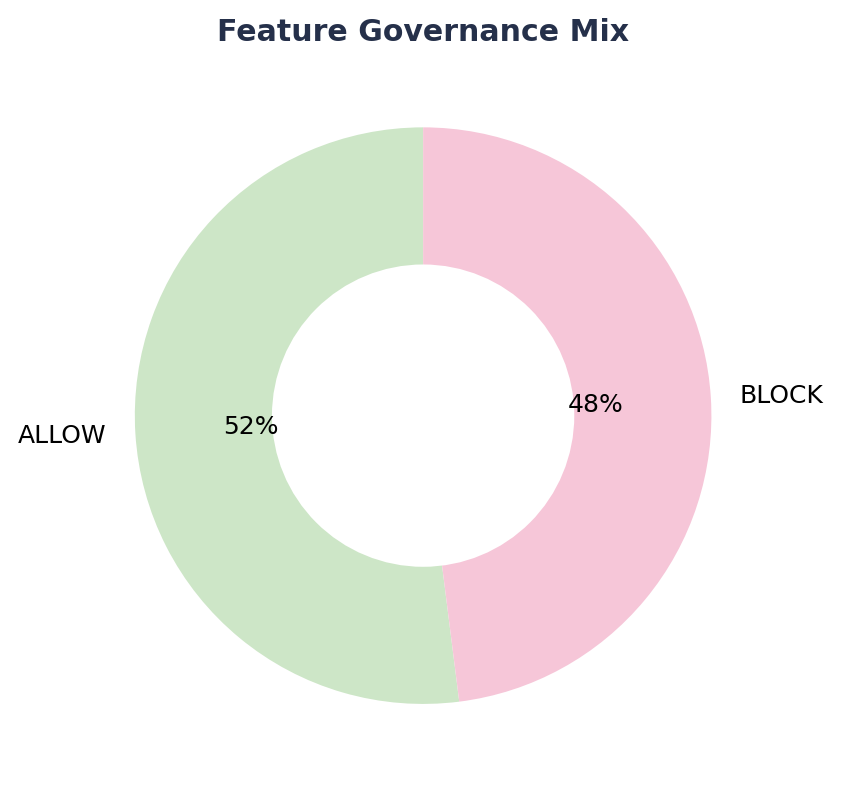 Feature Governance Mix
BLOCK
48%
52%
ALLOW